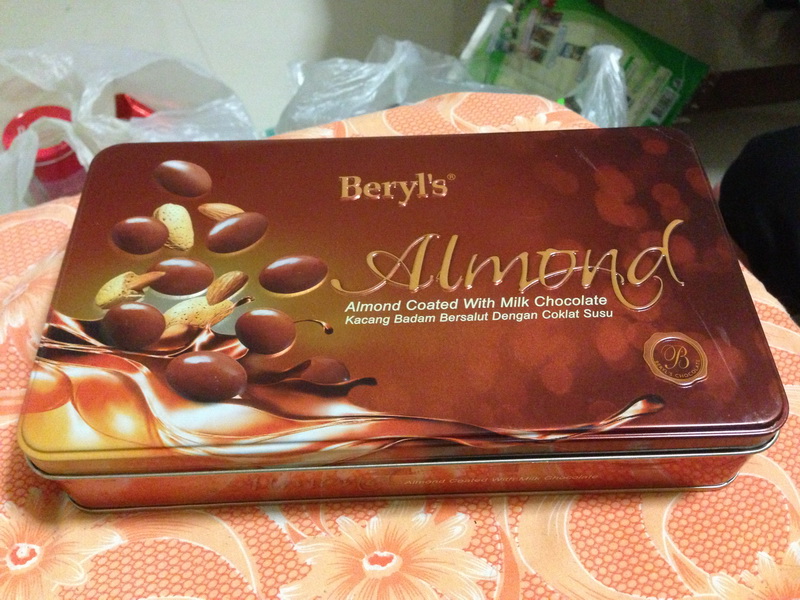 Beryl's®
Almond
Almond Coated With Milk Chocolate
Kacang Badam Bersalut Dengan Coklat Susu
B
Almond Coated With Milk Chocolate